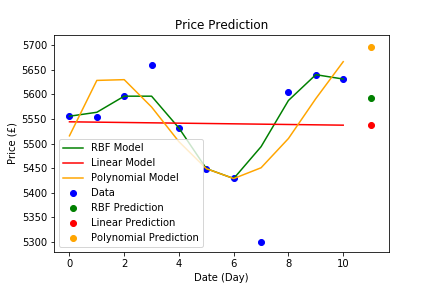 Price Prediction
Price (£)
5700
5650
5600
5550
5500
5450
5400
5350
5300
RBF Model
Linear Model
Polynomial Model
Data
RBF Prediction
Linear Prediction
Polynomial Prediction
0 2 4 6 8 10
Date (Day)